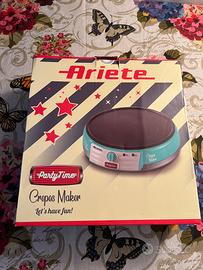 Ariete
Party Time
Crepes Maker
Let's have fun!